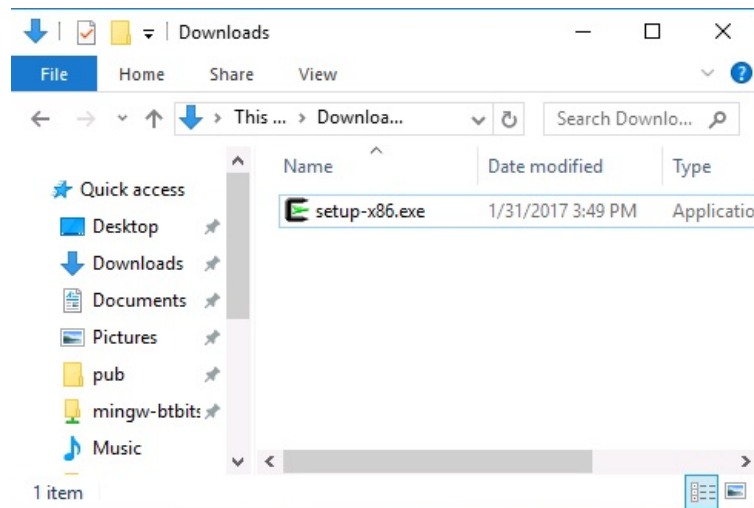 Downloads
File Home Share View
This ... Downloa... Search Downlo...
Name Date modified Type
Quick access
setup-x86.exe 1/31/2017 3:49 PM Applicatio
Desktop
Downloads
Documents
Pictures
pub
mingw-btbits
Music
1 item